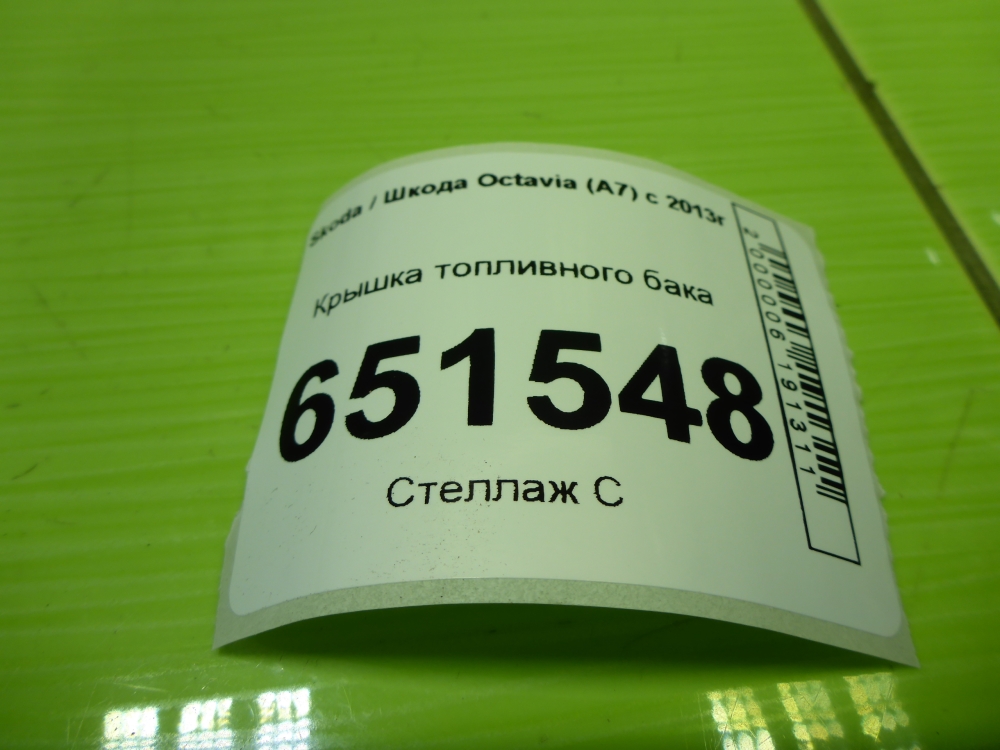 Skoda / Шкода Octavia (A7) с 2013г
Крышка топливного бака
651548
Стеллаж С
2000006191311